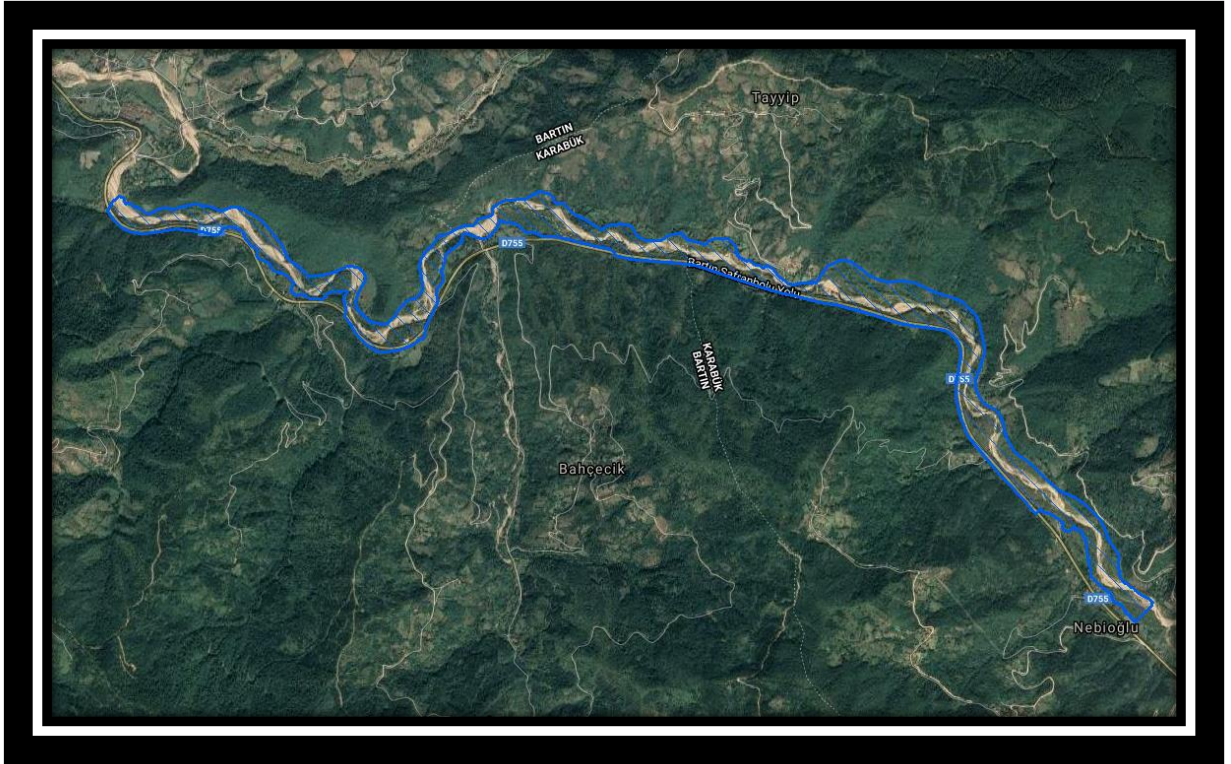 Tayyip
BARTIN
KARABÜK
D755
D755
Bartın Safranbolu Yolu
KARABÜK
BARTIN
D755
Bahçecik
D755
Nebioğlu